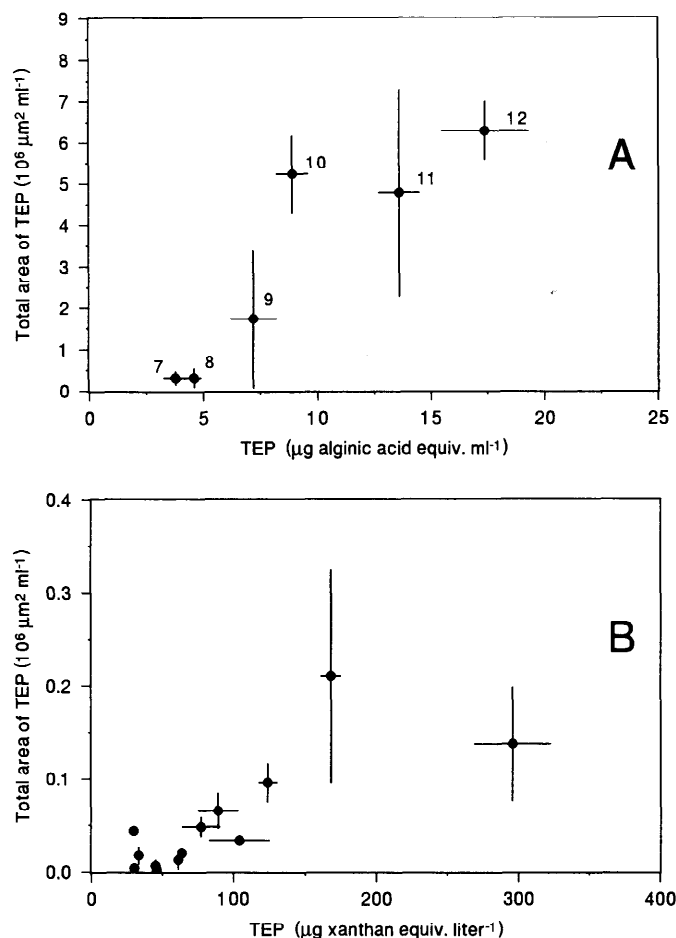 9
8
7
6
5
4
3
2
1
0
Total area of TEP (10⁶ µm² ml⁻¹)
12
A
10
11
9
7
8
0 5 10 15 20 25
TEP (µg alginic acid equiv. ml⁻¹)
0.4
0.3
0.2
0.1
0.0
Total area of TEP (10⁶ µm² ml⁻¹)
B
0 100 200 300 400
TEP (µg xanthan equiv. liter⁻¹)